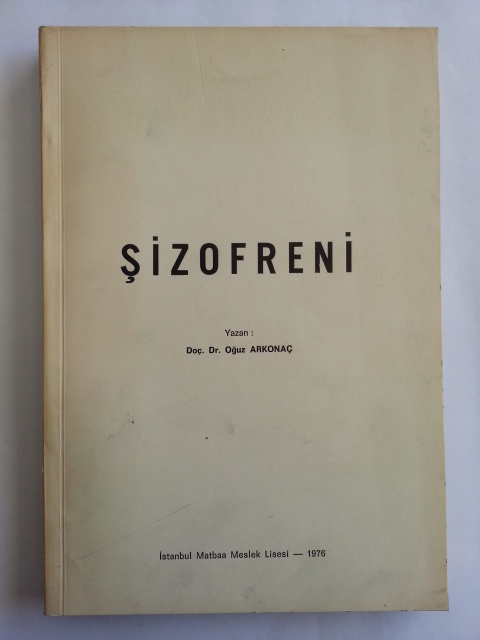 ŞİZOFRENİ
Yazan :
Doç. Dr. Oğuz ARKONAÇ
İstanbul Matbaa Meslek Lisesi — 1976